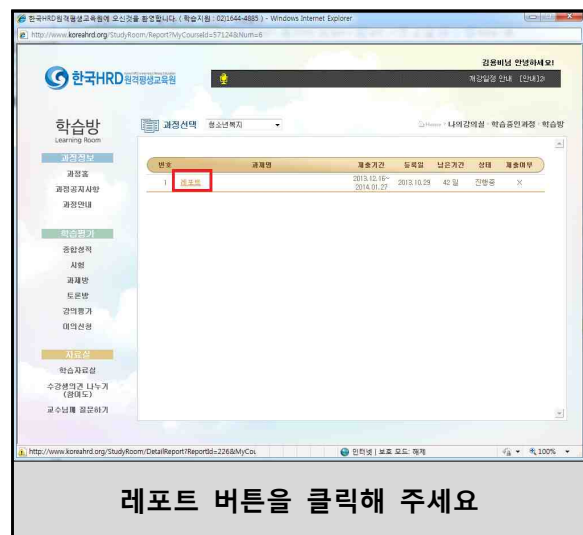 한국HRD원격평생교육원에 오신것을 환영합니다. ( 학습지원 : 02)1644-4885 ) - Windows Internet Explorer
http://www.koreahrd.org/StudyRoom/Report?MyCourseId=57124&Num=6
김용비님 안녕하세요!
한국HRD원격평생교육원
개강일정 안내 [안내]
학습방
Learning Room
과정선택 청소년복지
Home > 나의강의실 > 학습중인과정 > 학습방
과정정보
과정홈
과정공지사항
과정안내
번호 과제명 제출기간 등록일 남은기간 상태 제출여부
1 레포트 2013.12.16~ 2014.01.27 2013.10.29 42 일 진행중 X
학습평가
종합성적
시험
과제방
토론방
강의평가
이의신청
자료실
학습자료실
수강생의견 나누기
(참여도)
교수님께 질문하기
http://www.koreahrd.org/StudyRoom/DetailReport?ReportId=226&MyCou
인터넷 | 보호 모드: 해제
100%
레포트 버튼을 클릭해 주세요